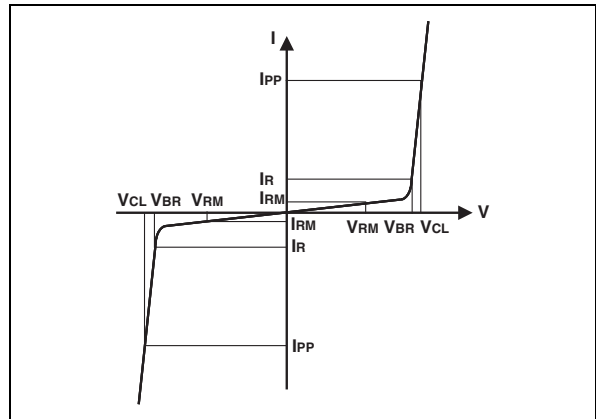 I
IPP
IR
VCL VBR VRM IRM
V
IRM VRM VBR VCL
IR
IPP